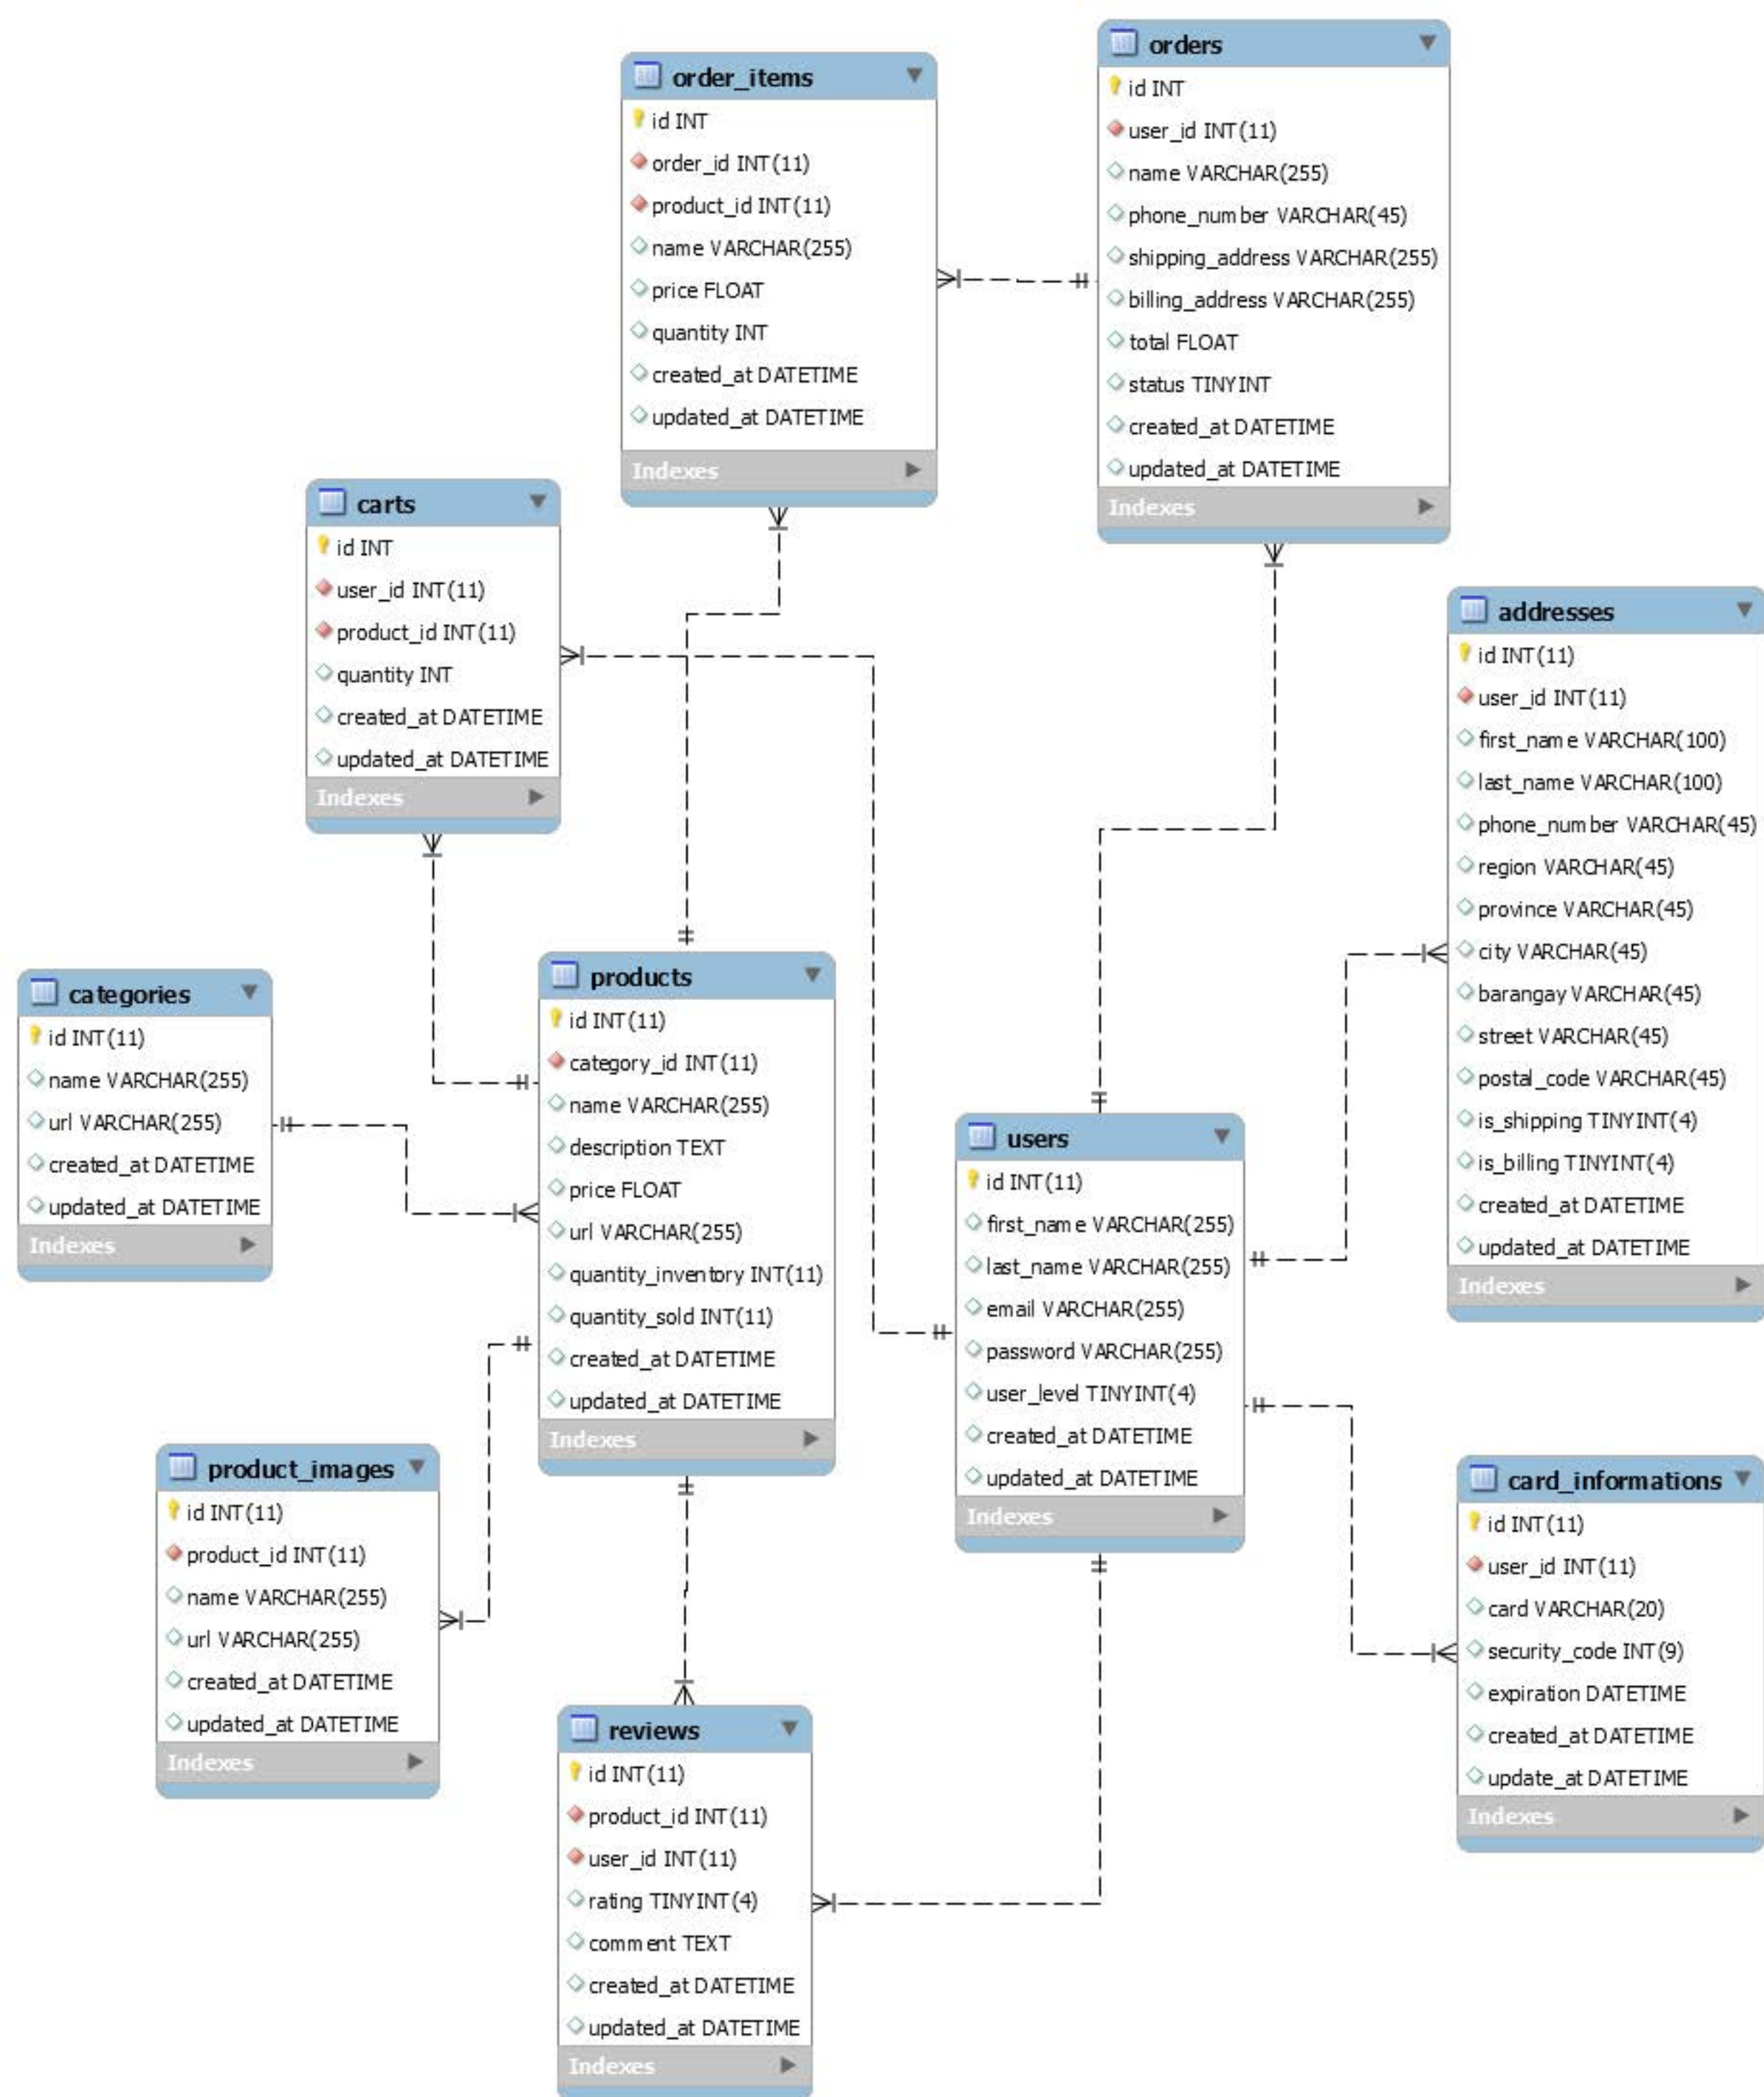 orders
id INT
user_id INT(11)
name VARCHAR(255)
phone_number VARCHAR(45)
shipping_address VARCHAR(255)
billing_address VARCHAR(255)
total FLOAT
status TINYINT
created_at DATETIME
updated_at DATETIME
Indexes
order_items
id INT
order_id INT(11)
product_id INT(11)
name VARCHAR(255)
price FLOAT
quantity INT
created_at DATETIME
updated_at DATETIME
Indexes
carts
id INT
user_id INT(11)
product_id INT(11)
quantity INT
created_at DATETIME
updated_at DATETIME
Indexes
addresses
id INT(11)
user_id INT(11)
first_name VARCHAR(100)
last_name VARCHAR(100)
phone_number VARCHAR(45)
region VARCHAR(45)
province VARCHAR(45)
city VARCHAR(45)
barangay VARCHAR(45)
street VARCHAR(45)
postal_code VARCHAR(45)
is_shipping TINYINT(4)
is_billing TINYINT(4)
created_at DATETIME
updated_at DATETIME
Indexes
categories
id INT(11)
name VARCHAR(255)
url VARCHAR(255)
created_at DATETIME
updated_at DATETIME
Indexes
products
id INT(11)
category_id INT(11)
name VARCHAR(255)
description TEXT
price FLOAT
url VARCHAR(255)
quantity_inventory INT(11)
quantity_sold INT(11)
created_at DATETIME
updated_at DATETIME
Indexes
users
id INT(11)
first_name VARCHAR(255)
last_name VARCHAR(255)
email VARCHAR(255)
password VARCHAR(255)
user_level TINYINT(4)
created_at DATETIME
updated_at DATETIME
Indexes
product_images
id INT(11)
product_id INT(11)
name VARCHAR(255)
url VARCHAR(255)
created_at DATETIME
updated_at DATETIME
Indexes
card_informations
id INT(11)
user_id INT(11)
card VARCHAR(20)
security_code INT(9)
expiration DATETIME
created_at DATETIME
update_at DATETIME
Indexes
reviews
id INT(11)
product_id INT(11)
user_id INT(11)
rating TINYINT(4)
comment TEXT
created_at DATETIME
updated_at DATETIME
Indexes